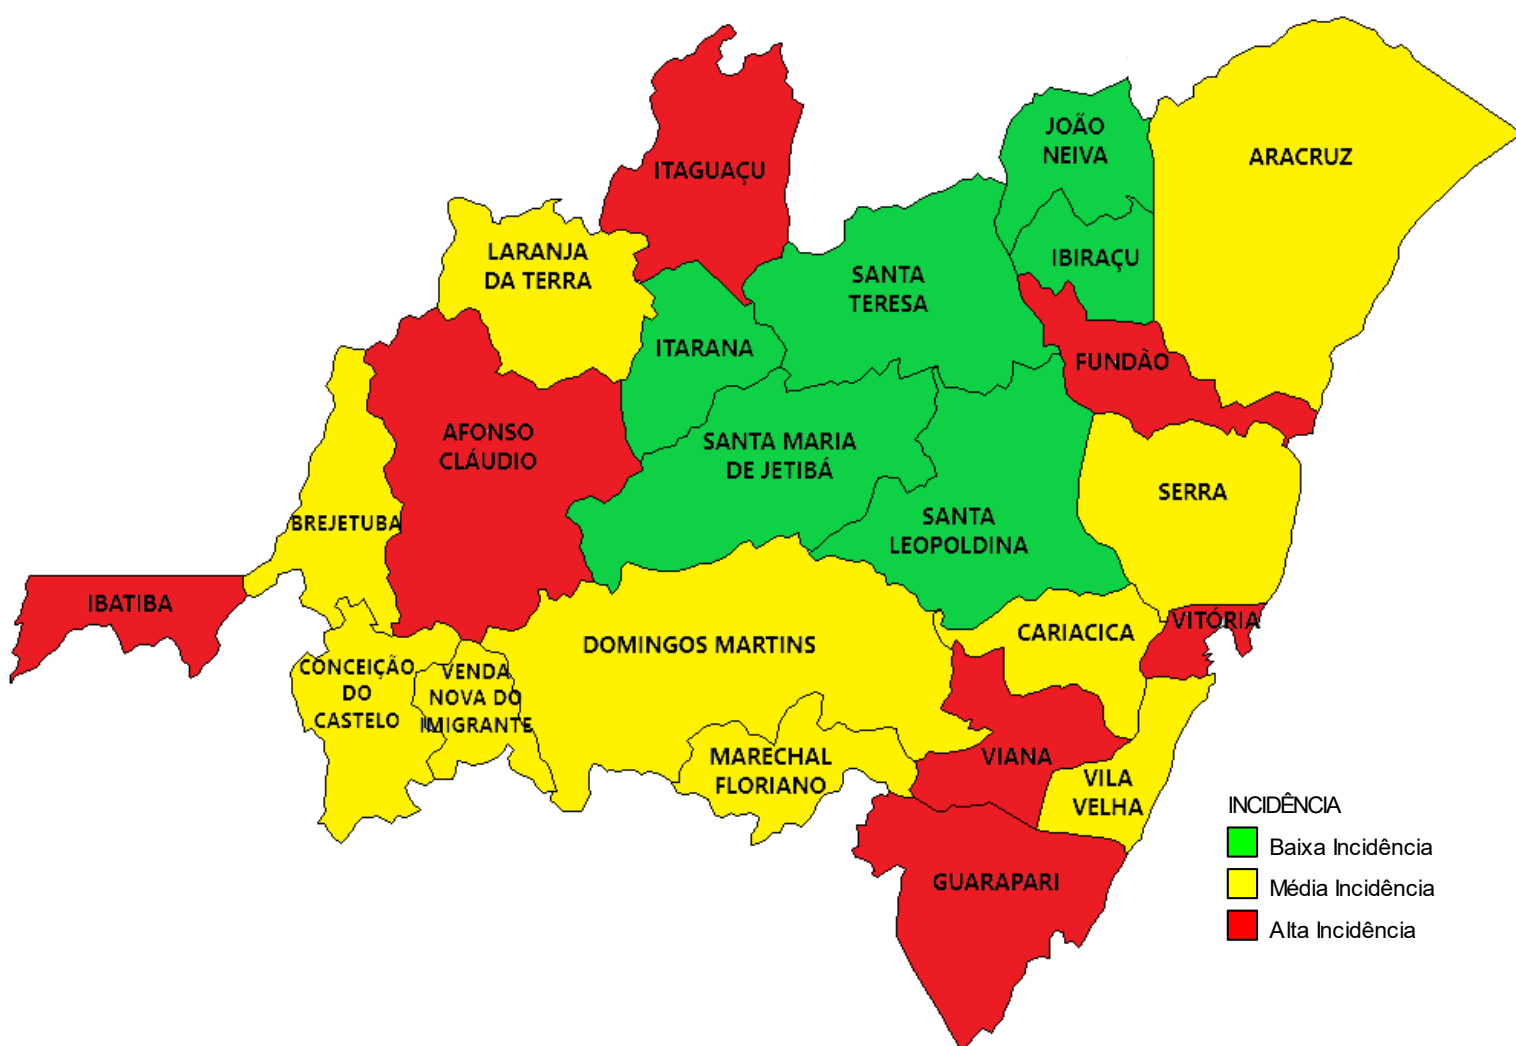 JOÃO
NEIVA
ARACRUZ
ITAGUAÇU
LARANJA
DA TERRA
IBIRAÇU
SANTA
TERESA
ITARANA
FUNDÃO
AFONSO
CLÁUDIO
SANTA MARIA
DE JETIBÁ
SERRA
BREJETUBA
SANTA
LEOPOLDINA
IBATIBA
VITÓRIA
CARIACICA
DOMINGOS MARTINS
CONCEIÇÃO
DO
CASTELO
VENDA
NOVA DO
IMIGRANTE
MARECHAL
FLORIANO
VIANA
VILA
VELHA
GUARAPARI
INCIDÊNCIA
Baixa Incidência
Média Incidência
Alta Incidência